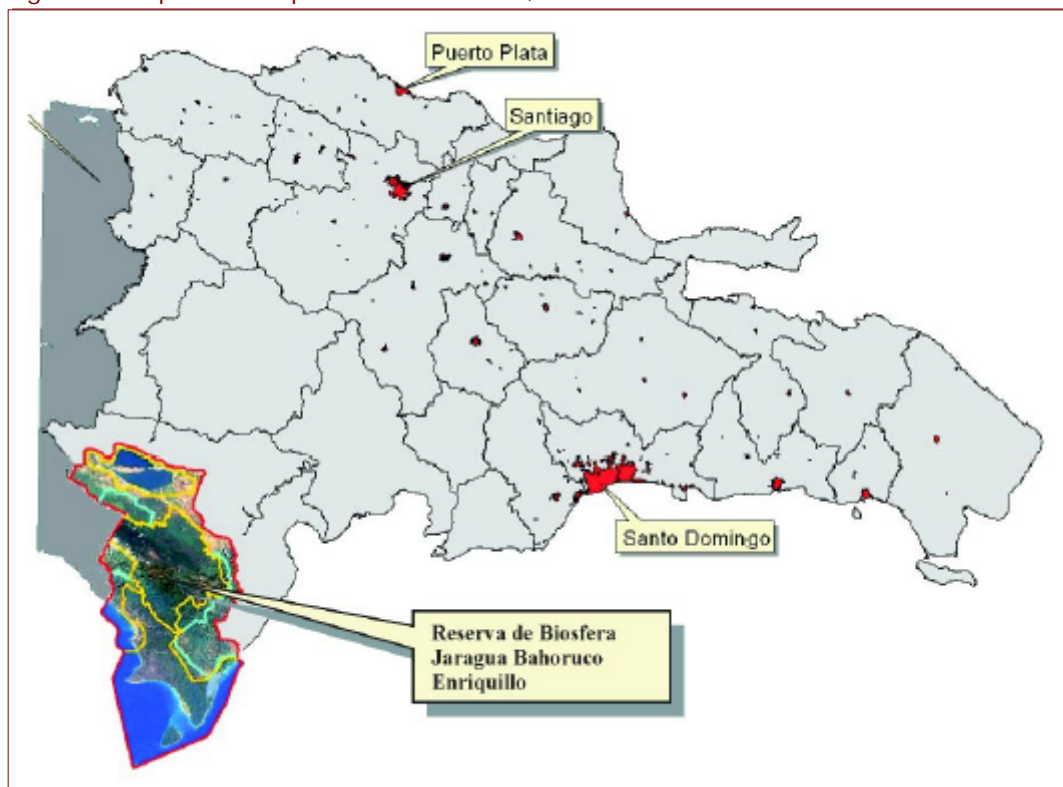 Puerto Plata
Santiago
Santo Domingo
Reserva de Biosfera
Jaragua Bahoruco
Enriquillo